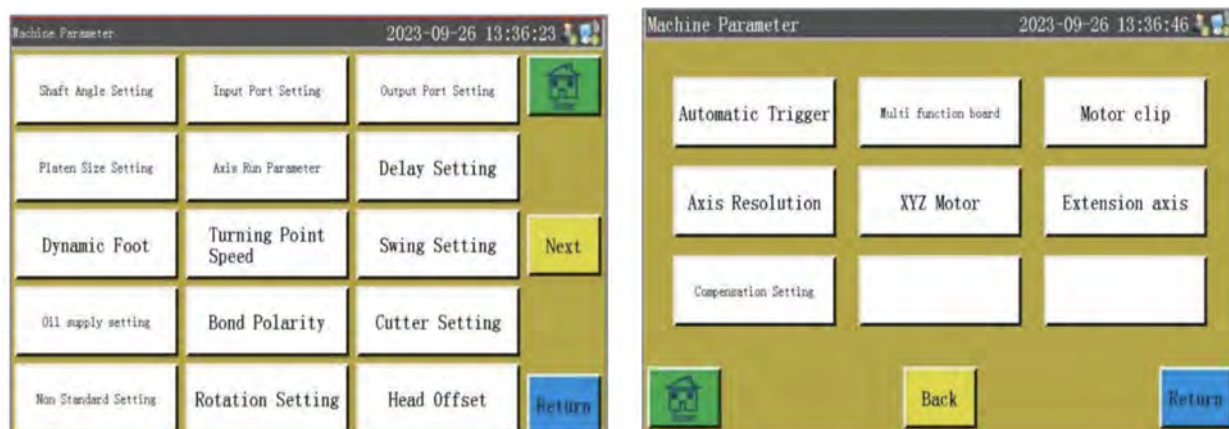 Machine Parameter 2023-09-26 13:36:23
Shaft Angle Setting Input Port Setting Output Port Setting
Platen Size Setting Axis Run Parameter Delay Setting
Dynamic Foot Turning Point Speed Swing Setting Next
Oil supply setting Bond Polarity Cutter Setting
Non Standard Setting Rotation Setting Head Offset Return
Machine Parameter 2023-09-26 13:36:46
Automatic Trigger Multi function board Motor clip
Axis Resolution XYZ Motor Extension axis
Compensation Setting
Back Return